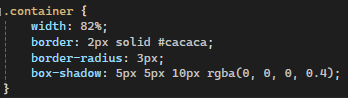 .container {
    width: 82%;
    border: 2px solid #cacaca;
    border-radius: 3px;
    box-shadow: 5px 5px 10px rgba(0, 0, 0, 0.4);
}